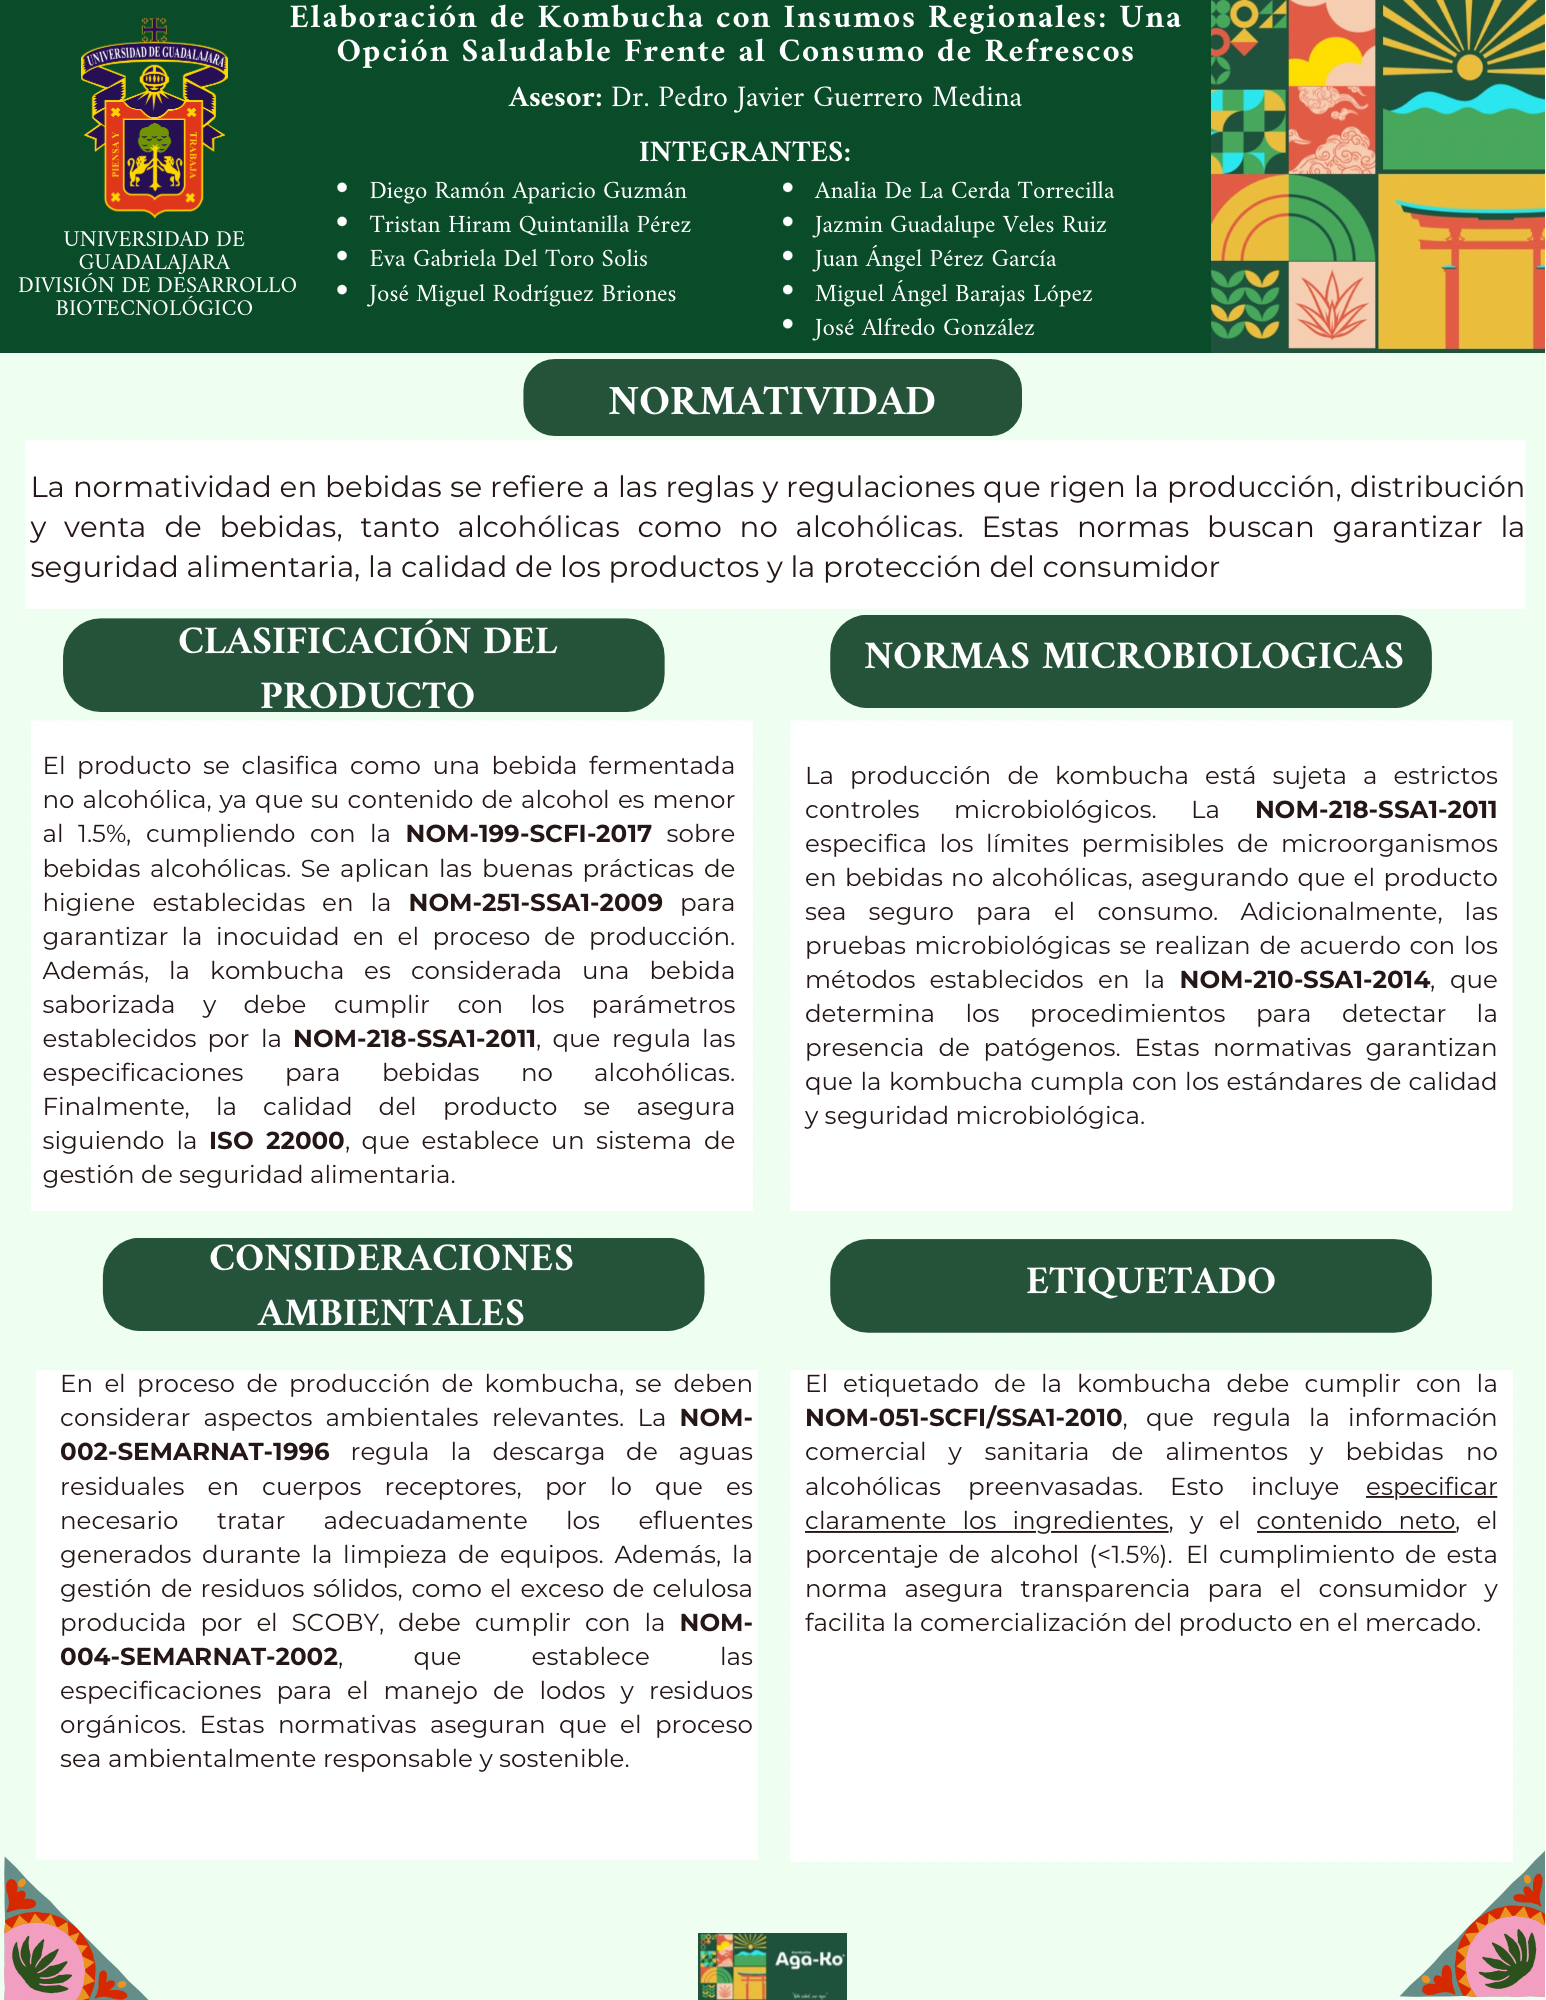 Elaboración de Kombucha con Insumos Regionales: Una
Opción Saludable Frente al Consumo de Refrescos
Asesor: Dr. Pedro Javier Guerrero Medina
UNIVERSIDAD DE GUADALAJARA
PIENSA Y
TRABAJA
UNIVERSIDAD DE
GUADALAJARA
DIVISIÓN DE DESARROLLO
BIOTECNOLÓGICO
INTEGRANTES:
• Diego Ramón Aparicio Guzmán
• Tristan Hiram Quintanilla Pérez
• Eva Gabriela Del Toro Solis
• José Miguel Rodríguez Briones
• Analia De La Cerda Torrecilla
• Jazmin Guadalupe Veles Ruiz
• Juan Ángel Pérez García
• Miguel Ángel Barajas López
• José Alfredo González
NORMATIVIDAD
La normatividad en bebidas se refiere a las reglas y regulaciones que rigen la producción, distribución
y venta de bebidas, tanto alcohólicas como no alcohólicas. Estas normas buscan garantizar la
seguridad alimentaria, la calidad de los productos y la protección del consumidor
CLASIFICACIÓN DEL
PRODUCTO
El producto se clasifica como una bebida fermentada
no alcohólica, ya que su contenido de alcohol es menor
al 1.5%, cumpliendo con la NOM-199-SCFI-2017 sobre
bebidas alcohólicas. Se aplican las buenas prácticas de
higiene establecidas en la NOM-251-SSA1-2009 para
garantizar la inocuidad en el proceso de producción.
Además, la kombucha es considerada una bebida
saborizada y debe cumplir con los parámetros
establecidos por la NOM-218-SSA1-2011, que regula las
especificaciones para bebidas no alcohólicas.
Finalmente, la calidad del producto se asegura
siguiendo la ISO 22000, que establece un sistema de
gestión de seguridad alimentaria.
NORMAS MICROBIOLOGICAS
La producción de kombucha está sujeta a estrictos
controles microbiológicos. La NOM-218-SSA1-2011
especifica los límites permisibles de microorganismos
en bebidas no alcohólicas, asegurando que el producto
sea seguro para el consumo. Adicionalmente, las
pruebas microbiológicas se realizan de acuerdo con los
métodos establecidos en la NOM-210-SSA1-2014, que
determina los procedimientos para detectar la
presencia de patógenos. Estas normativas garantizan
que la kombucha cumpla con los estándares de calidad
y seguridad microbiológica.
CONSIDERACIONES
AMBIENTALES
En el proceso de producción de kombucha, se deben
considerar aspectos ambientales relevantes. La NOM-
002-SEMARNAT-1996 regula la descarga de aguas
residuales en cuerpos receptores, por lo que es
necesario tratar adecuadamente los efluentes
generados durante la limpieza de equipos. Además, la
gestión de residuos sólidos, como el exceso de celulosa
producida por el SCOBY, debe cumplir con la NOM-
004-SEMARNAT-2002, que establece las
especificaciones para el manejo de lodos y residuos
orgánicos. Estas normativas aseguran que el proceso
sea ambientalmente responsable y sostenible.
ETIQUETADO
El etiquetado de la kombucha debe cumplir con la
NOM-051-SCFI/SSA1-2010, que regula la información
comercial y sanitaria de alimentos y bebidas no
alcohólicas preenvasadas. Esto incluye especificar
claramente los ingredientes, y el contenido neto, el
porcentaje de alcohol (<1.5%). El cumplimiento de esta
norma asegura transparencia para el consumidor y
facilita la comercialización del producto en el mercado.
Aga-Ko